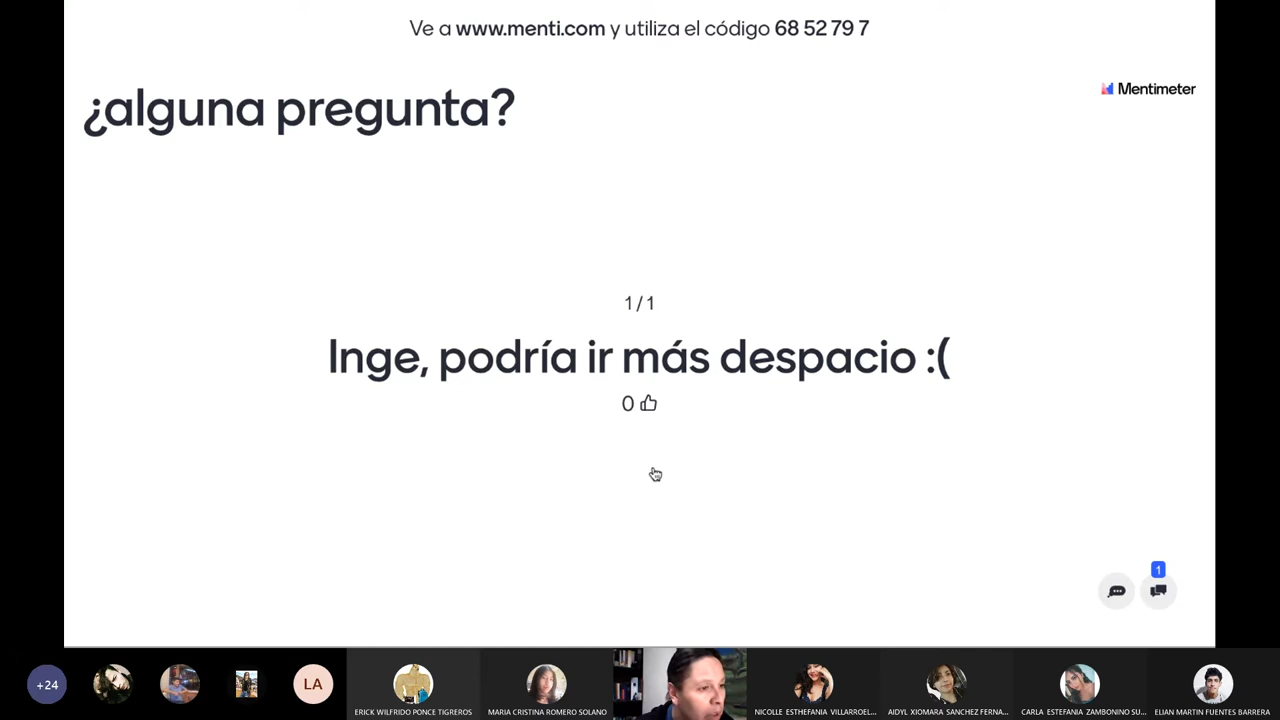 Ve a www.menti.com y utiliza el código 68 52 79 7
Mentimeter
¿alguna pregunta?
1 / 1
Inge, podría ir más despacio :(
0
1
+24
LA
ERICK WILFRIDO PONCE TIGREROS
MARIA CRISTINA ROMERO SOLANO
NICOLLE ESTHEFANIA VILLARROEL...
AIDYL XIOMARA SANCHEZ FERNA...
CARLA ESTEFANIA ZAMBONINO SU...
ELIAN MARTIN FUENTES BARRERA